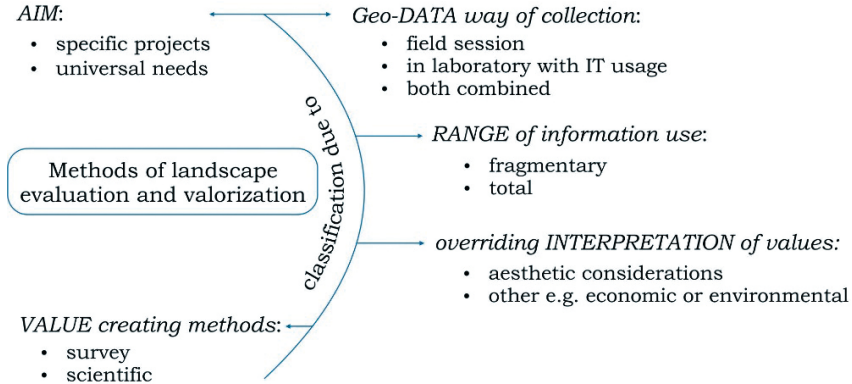 AIM:
• specific projects
• universal needs
Geo-DATA way of collection:
• field session
• in laboratory with IT usage
• both combined
classification due to
RANGE of information use:
• fragmentary
• total
Methods of landscape
evaluation and valorization
overriding INTERPRETATION of values:
• aesthetic considerations
• other e.g. economic or environmental
VALUE creating methods:
• survey
• scientific